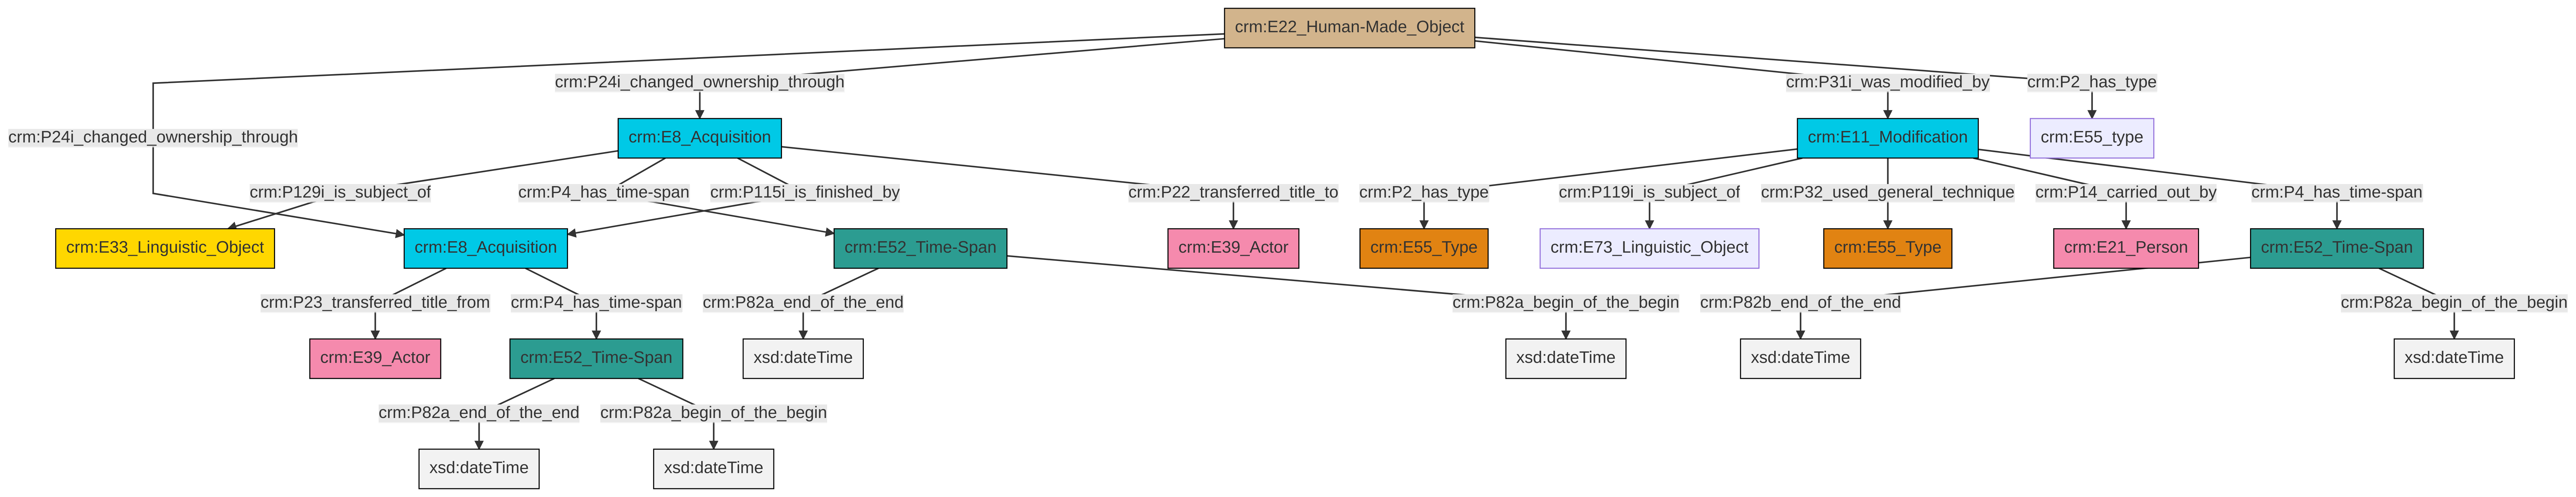 crm:E22_Human-Made_Object
crm:P24i_changed_ownership_through
crm:P31i_was_modified_by
crm:P2_has_type
crm:P24i_changed_ownership_through
crm:E8_Acquisition
crm:E11_Modification
crm:E55_type
crm:P129i_is_subject_of
crm:P4_has_time-span
crm:P115i_is_finished_by
crm:P22_transferred_title_to
crm:P2_has_type
crm:P119i_is_subject_of
crm:P32_used_general_technique
crm:P14_carried_out_by
crm:P4_has_time-span
crm:E33_Linguistic_Object
crm:E8_Acquisition
crm:E52_Time-Span
crm:E39_Actor
crm:E55_Type
crm:E73_Linguistic_Object
crm:E55_Type
crm:E21_Person
crm:E52_Time-Span
crm:P23_transferred_title_from
crm:P4_has_time-span
crm:P82a_end_of_the_end
crm:P82a_begin_of_the_begin
crm:P82b_end_of_the_end
crm:P82a_begin_of_the_begin
crm:E39_Actor
crm:E52_Time-Span
xsd:dateTime
xsd:dateTime
xsd:dateTime
xsd:dateTime
crm:P82a_end_of_the_end
crm:P82a_begin_of_the_begin
xsd:dateTime
xsd:dateTime